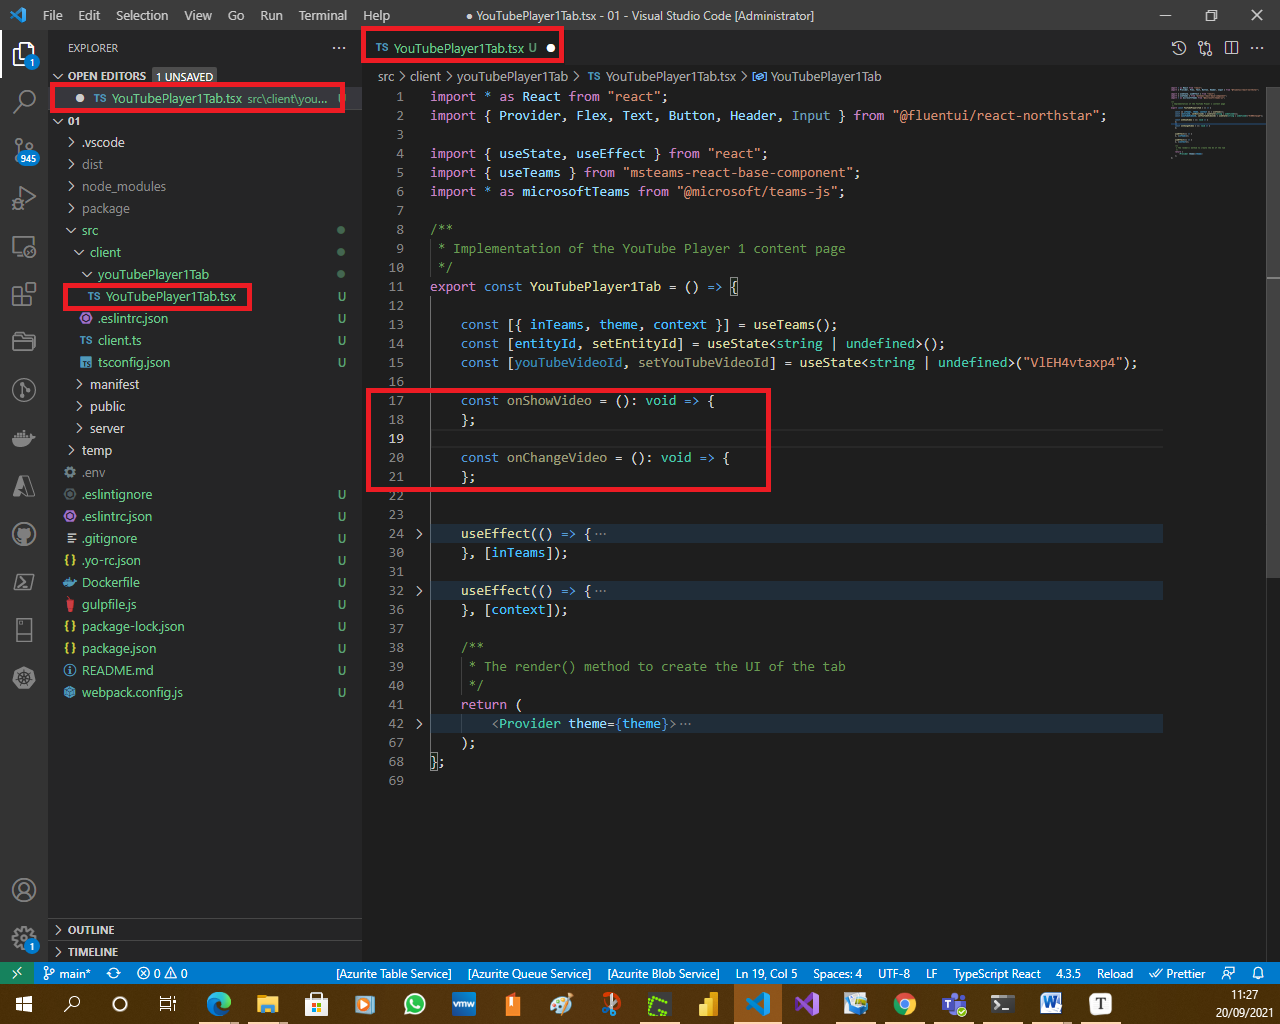 File Edit Selection View Go Run Terminal Help
● YouTubePlayer1Tab.tsx - 01 - Visual Studio Code [Administrator]
EXPLORER
TS YouTubePlayer1Tab.tsx U
OPEN EDITORS 1 UNSAVED
TS YouTubePlayer1Tab.tsx src\client\you...
01
.vscode
dist
node_modules
package
src
client
youTubePlayer1Tab
TS YouTubePlayer1Tab.tsx U
.eslintrc.json U
TS client.ts U
tsconfig.json U
manifest
public
server
temp
.env
.eslintignore U
.eslintrc.json U
.gitignore U
{} .yo-rc.json U
Dockerfile U
gulpfile.js U
{} package-lock.json U
{} package.json U
README.md U
webpack.config.js U
OUTLINE
TIMELINE
1
945
1
src > client > youTubePlayer1Tab > TS YouTubePlayer1Tab.tsx > YouTubePlayer1Tab
1 import * as React from "react";
2 import { Provider, Flex, Text, Button, Header, Input } from "@fluentui/react-northstar";
3
4 import { useState, useEffect } from "react";
5 import { useTeams } from "msteams-react-base-component";
6 import * as microsoftTeams from "@microsoft/teams-js";
7
8 /**
9 * Implementation of the YouTube Player 1 content page
10 */
11 export const YouTubePlayer1Tab = () => {
12
13 const [{ inTeams, theme, context }] = useTeams();
14 const [entityId, setEntityId] = useState<string | undefined>();
15 const [youTubeVideoId, setYouTubeVideoId] = useState<string | undefined>("VlEH4vtaxp4");
16
17 const onShowVideo = (): void => {
18 };
19
20 const onChangeVideo = (): void => {
21 };
22
23
24 useEffect(() => {···
30 }, [inTeams]);
31
32 useEffect(() => {···
36 }, [context]);
37
38 /**
39 * The render() method to create the UI of the tab
40 */
41 return (
42 <Provider theme={theme}>···
67 );
68 };
69
main* 0 0 [Azurite Table Service] [Azurite Queue Service] [Azurite Blob Service] Ln 19, Col 5 Spaces: 4 UTF-8 LF TypeScript React 4.3.5 Reload Prettier
vmw
T
11:27
20/09/2021